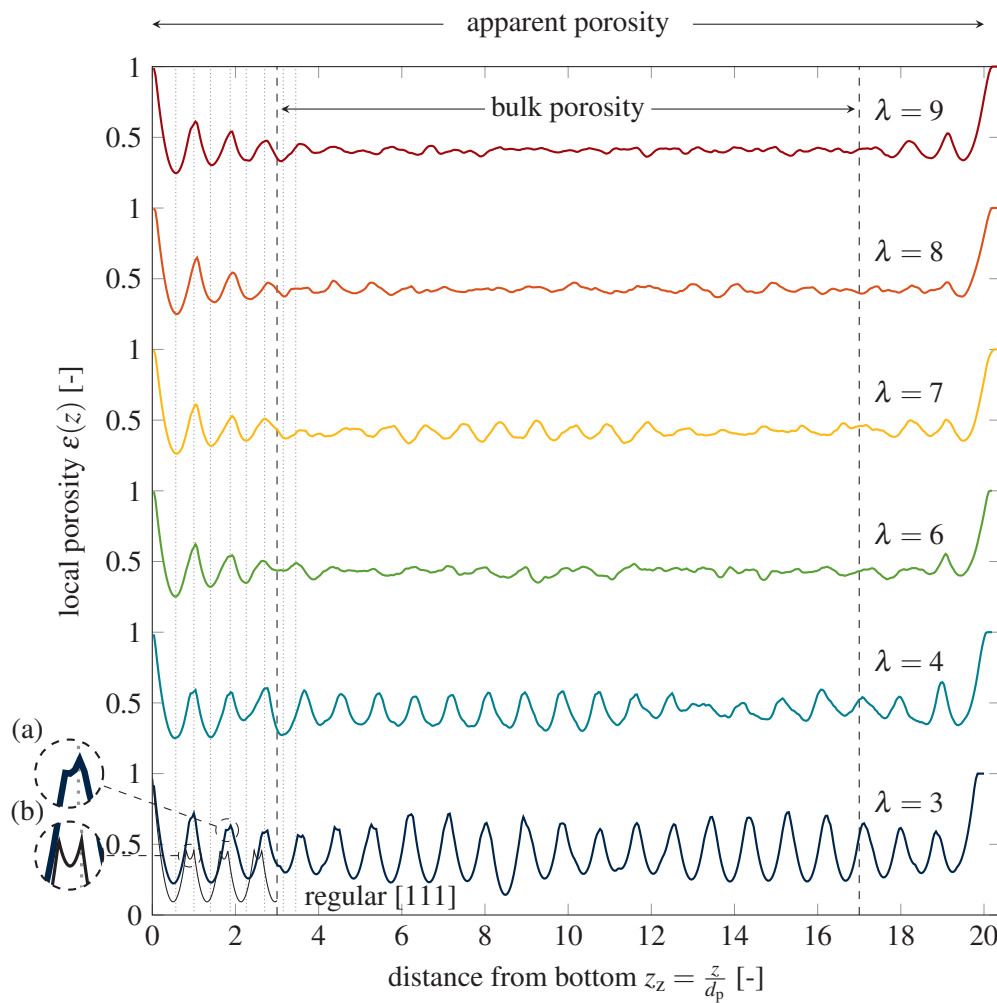 apparent porosity
bulk porosity
local porosity ε(z) [-]
1
λ = 9
0.5
1
λ = 8
0.5
1
λ = 7
0.5
1
λ = 6
0.5
1
λ = 4
0.5
(a)
1
λ = 3
(b)
0.5
regular [111]
0
0 2 4 6 8 10 12 14 16 18 20
distance from bottom z_z = z/d_p [-]